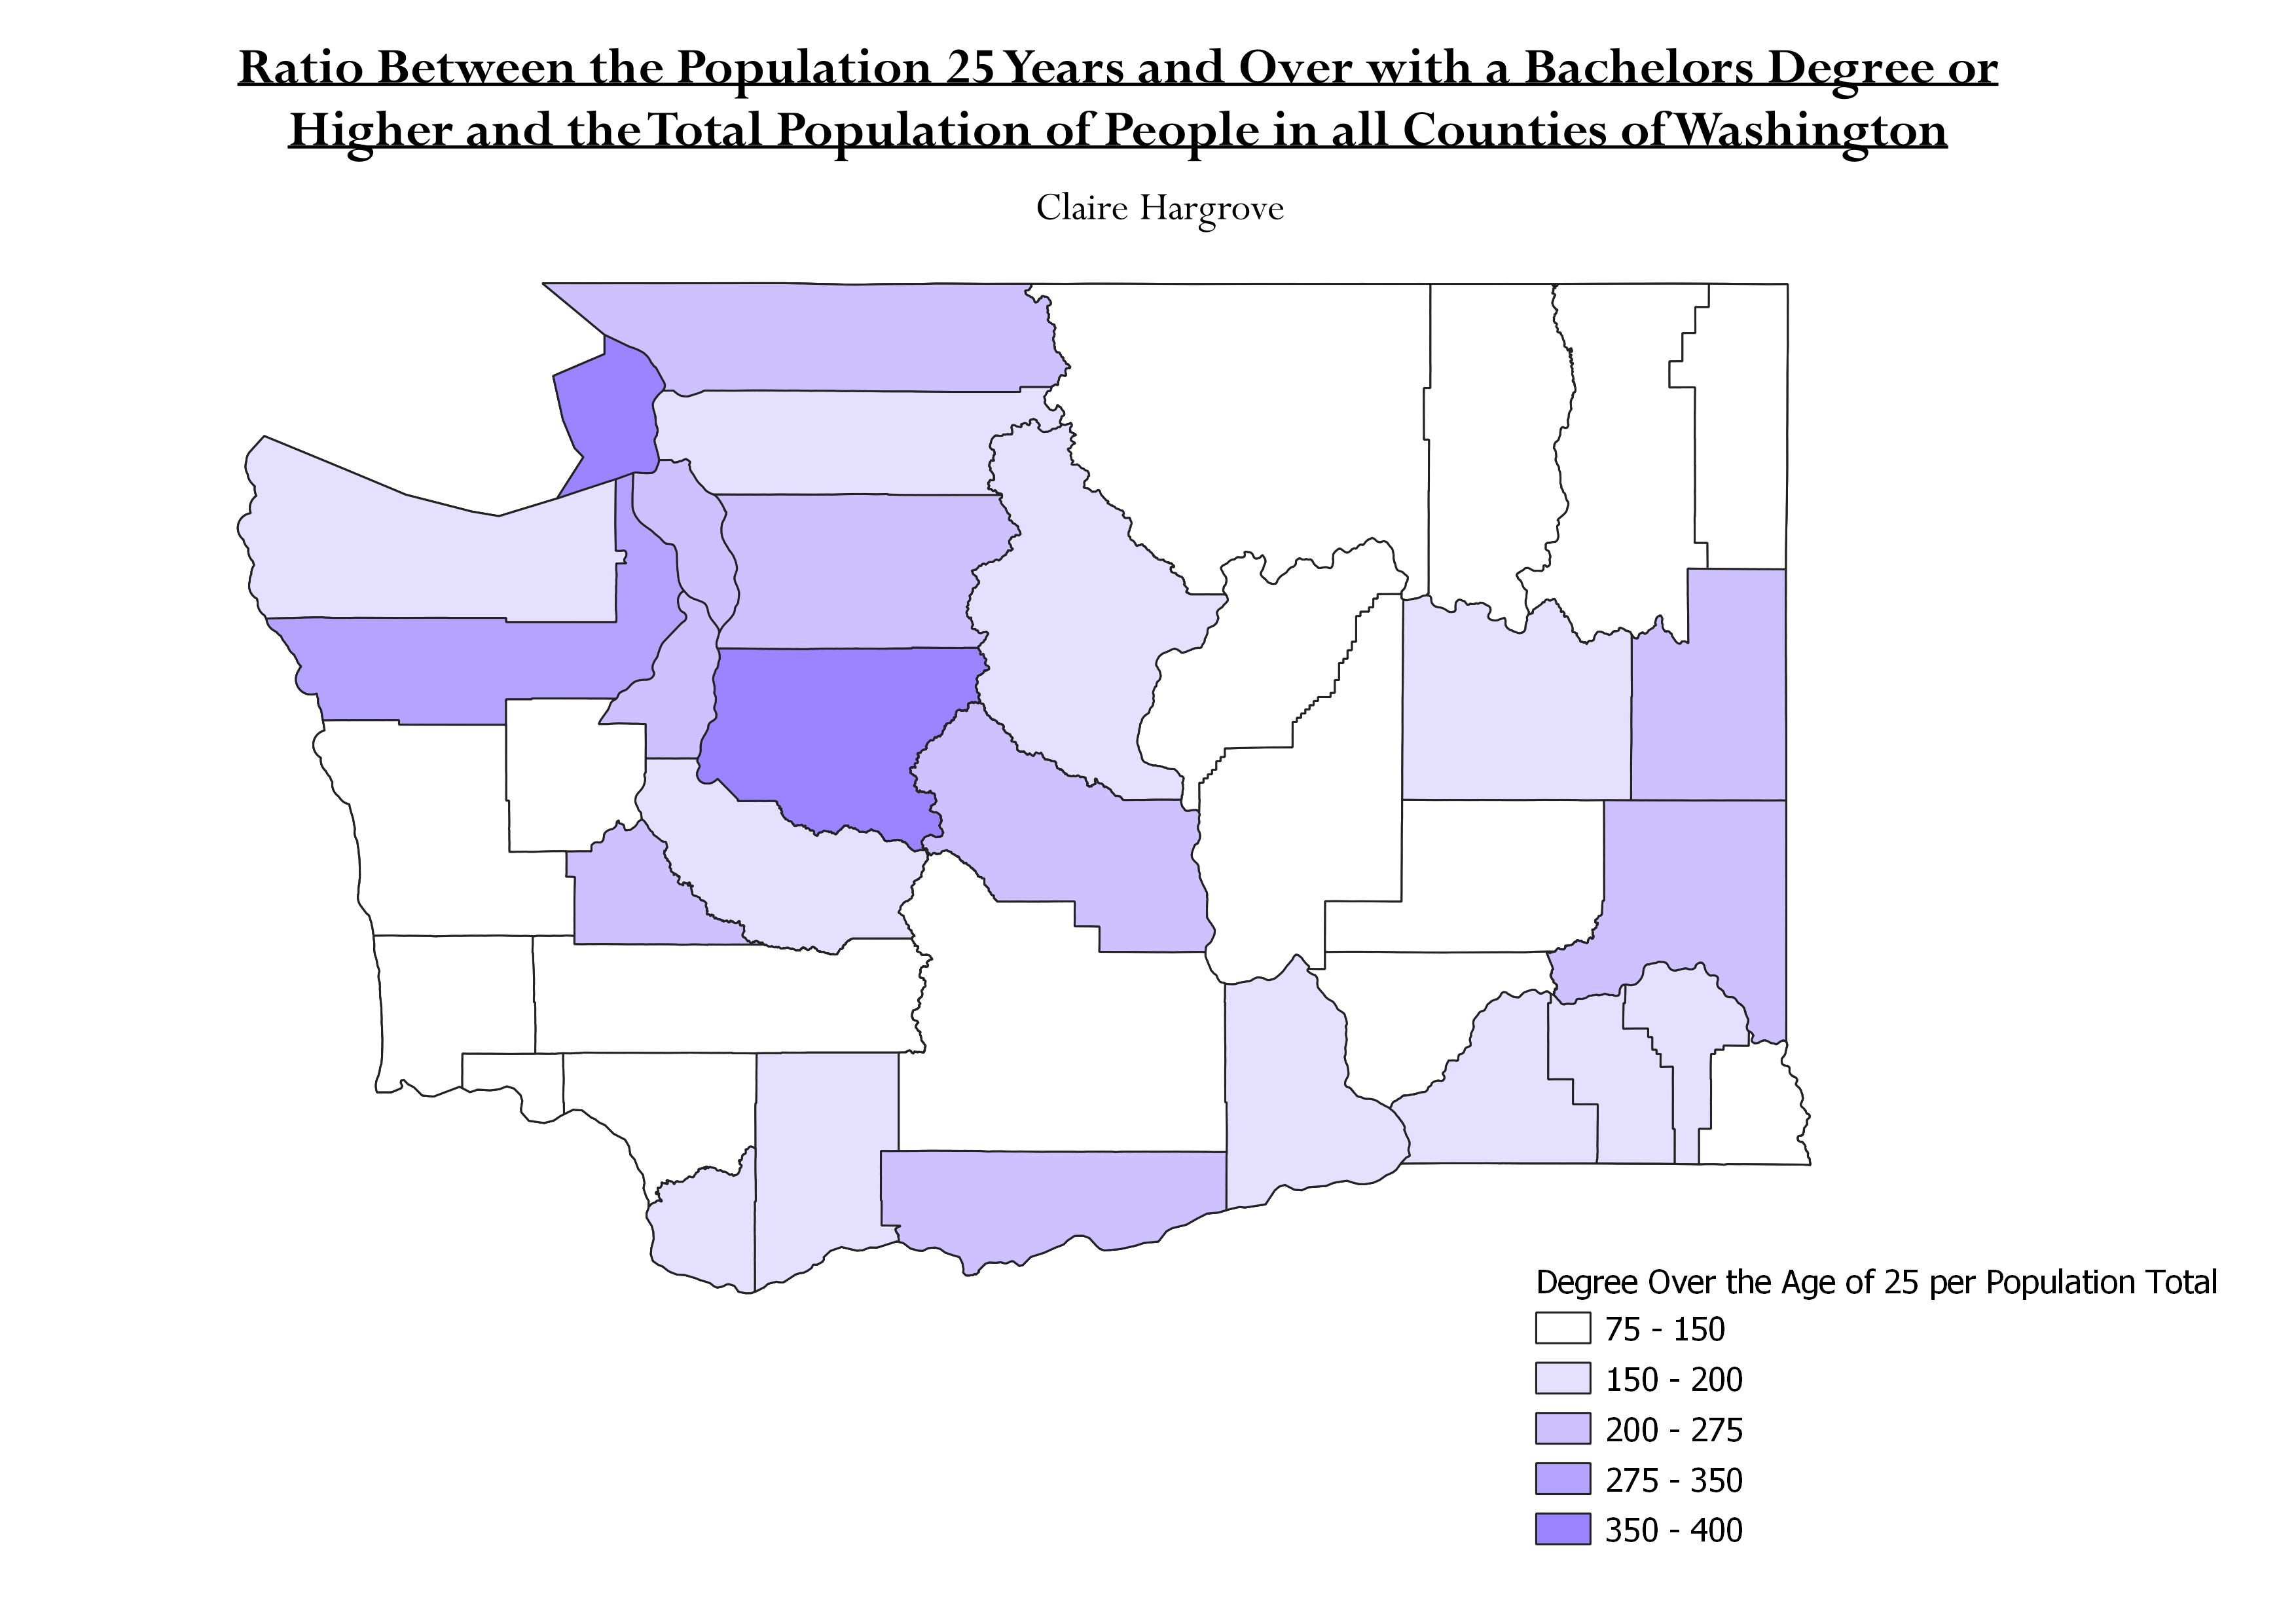 Ratio Between the Population 25 Years and Over with a Bachelors Degree or
Higher and the Total Population of People in all Counties of Washington
Claire Hargrove
Degree Over the Age of 25 per Population Total
75 - 150
150 - 200
200 - 275
275 - 350
350 - 400